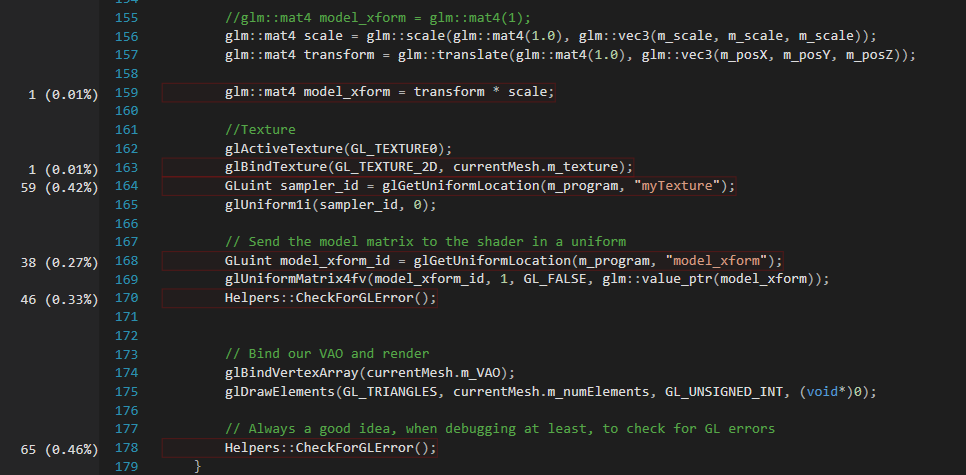 154
155 //glm::mat4 model_xform = glm::mat4(1);
156 glm::mat4 scale = glm::scale(glm::mat4(1.0), glm::vec3(m_scale, m_scale, m_scale));
157 glm::mat4 transform = glm::translate(glm::mat4(1.0), glm::vec3(m_posX, m_posY, m_posZ));
158
1 (0.01%) 159 glm::mat4 model_xform = transform * scale;
160
161 //Texture
162 glActiveTexture(GL_TEXTURE0);
1 (0.01%) 163 glBindTexture(GL_TEXTURE_2D, currentMesh.m_texture);
59 (0.42%) 164 GLuint sampler_id = glGetUniformLocation(m_program, "myTexture");
165 glUniform1i(sampler_id, 0);
166
167 // Send the model matrix to the shader in a uniform
38 (0.27%) 168 GLuint model_xform_id = glGetUniformLocation(m_program, "model_xform");
169 glUniformMatrix4fv(model_xform_id, 1, GL_FALSE, glm::value_ptr(model_xform));
46 (0.33%) 170 Helpers::CheckForGLError();
171
172
173 // Bind our VAO and render
174 glBindVertexArray(currentMesh.m_VAO);
175 glDrawElements(GL_TRIANGLES, currentMesh.m_numElements, GL_UNSIGNED_INT, (void*)0);
176
177 // Always a good idea, when debugging at least, to check for GL errors
65 (0.46%) 178 Helpers::CheckForGLError();
179 }